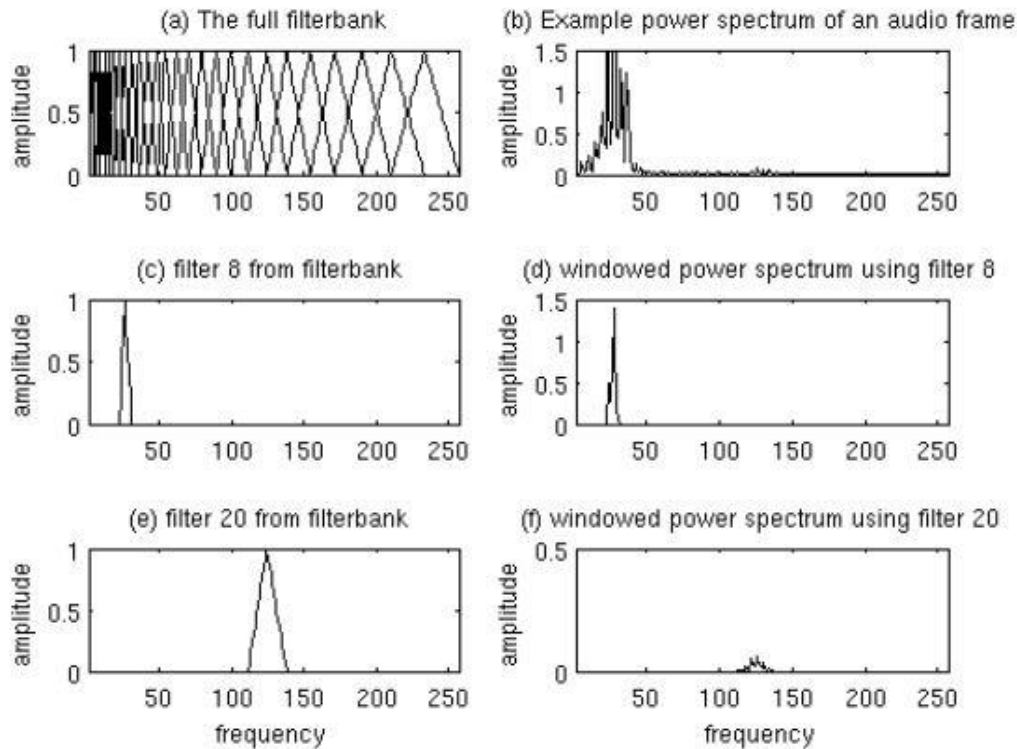 (a) The full filterbank
amplitude
1
0.5
0
50 100 150 200 250
(b) Example power spectrum of an audio frame
amplitude
1.5
1
0.5
0
50 100 150 200 250
(c) filter 8 from filterbank
amplitude
1
0.5
0
50 100 150 200 250
(d) windowed power spectrum using filter 8
amplitude
1.5
1
0.5
0
50 100 150 200 250
(e) filter 20 from filterbank
amplitude
1
0.5
0
50 100 150 200 250
frequency
(f) windowed power spectrum using filter 20
amplitude
0.5
0
50 100 150 200 250
frequency